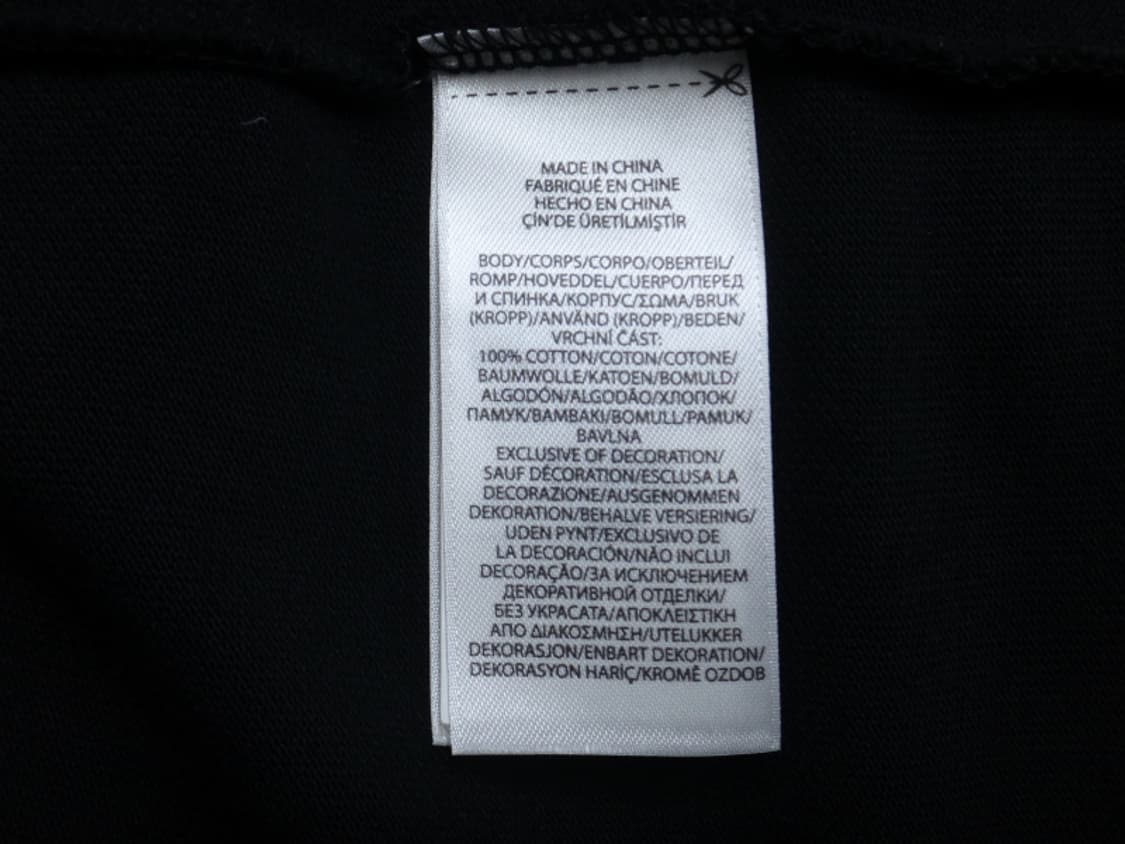 MADE IN CHINA
FABRIQUÉ EN CHINE
HECHO EN CHINA
ÇİN'DE ÜRETİLMİŞTİR
BODY/CORPS/CORPO/OBERTEIL/
ROMP/HOVEDDEL/CUERPO/ПЕРЕД
И СПИНКА/КОРПУС/ΣΩΜΑ/BRUK
(KROPP)/ANVÄND (KROPP)/BEDEN/
VRCHNÍ ČÁST:
100% COTTON/COTON/COTONE/
BAUMWOLLE/KATOEN/BOMULD/
ALGODÓN/ALGODÃO/ХЛОПОК/
ПАМУК/ΒΑΜΒΑΚΙ/BOMULL/PAMUK/
BAVLNA
EXCLUSIVE OF DECORATION/
SAUF DÉCORATION/ESCLUSA LA
DECORAZIONE/AUSGENOMMEN
DEKORATION/BEHALVE VERSIERING/
UDEN PYNT/EXCLUSIVO DE
LA DECORACIÓN/NÃO INCLUI
DECORAÇÃO/ЗА ИСКЛЮЧЕНИЕМ
ДЕКОРАТИВНОЙ ОТДЕЛКИ/
БЕЗ УКРАСАТА/ΑΠΟΚΛΕΙΣΤΙΚΗ
ΑΠΟ ΔΙΑΚΟΣΜΗΣΗ/UTELUKKER
DEKORASJON/ENBART DEKORATION/
DEKORASYON HARİÇ/KROMĚ OZDOB